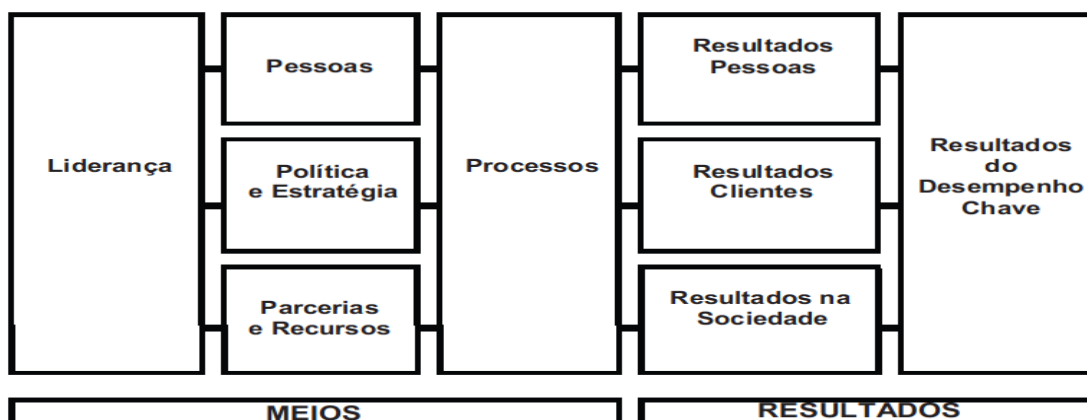 Liderança
Pessoas
Política
e Estratégia
Parcerias
e Recursos
Processos
Resultados
Pessoas
Resultados
Clientes
Resultados na
Sociedade
Resultados
do
Desempenho
Chave
MEIOS
RESULTADOS